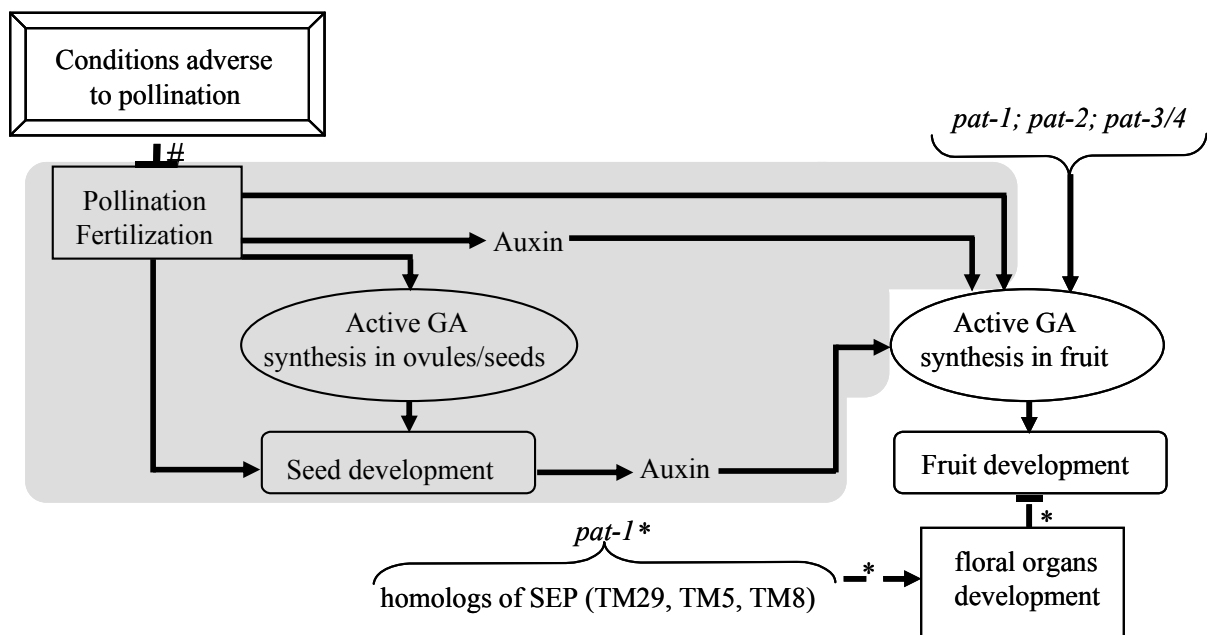 Conditions adverse
to pollination
#
pat-1; pat-2; pat-3/4
Pollination
Fertilization
Auxin
Active GA
synthesis in ovules/seeds
Active GA
synthesis in fruit
Seed development
Auxin
Fruit development
*
pat-1*
homologs of SEP (TM29, TM5, TM8)
*
floral organs
development